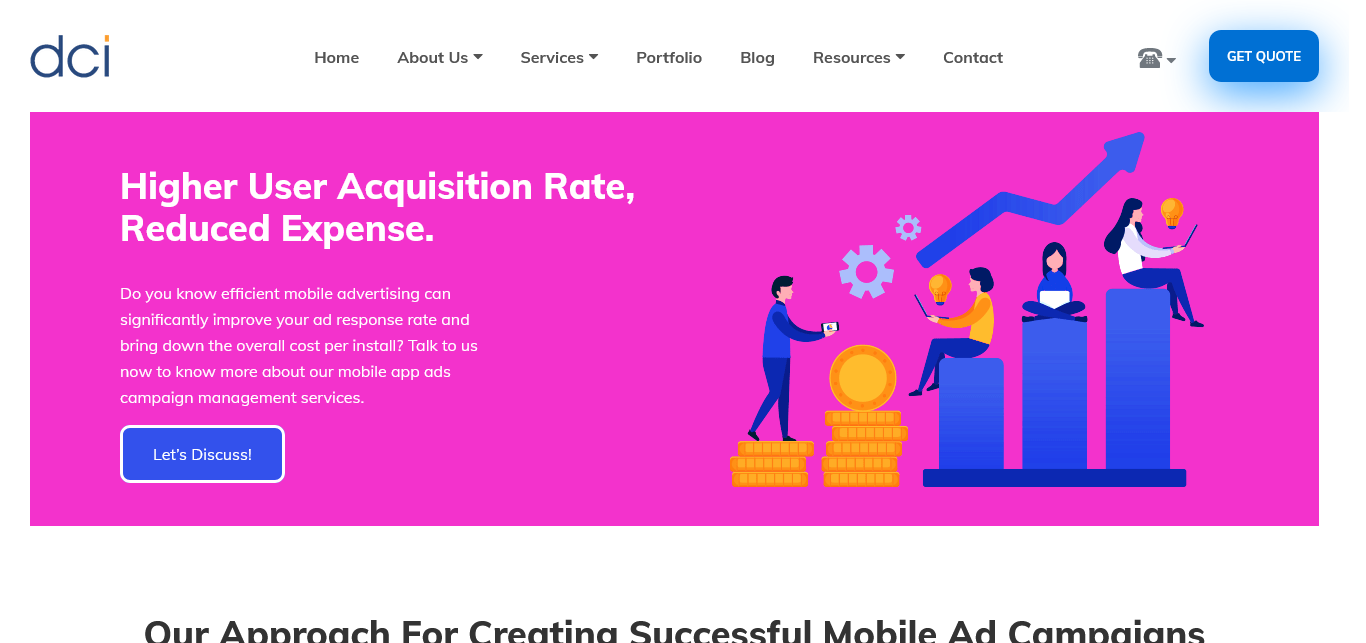 dci
Home About Us Services Portfolio Blog Resources Contact GET QUOTE
Higher User Acquisition Rate,
Reduced Expense.
Do you know efficient mobile advertising can
significantly improve your ad response rate and
bring down the overall cost per install? Talk to us
now to know more about our mobile app ads
campaign management services.
Let's Discuss!
Our Approach For Creating Successful Mobile Ad Campaigns